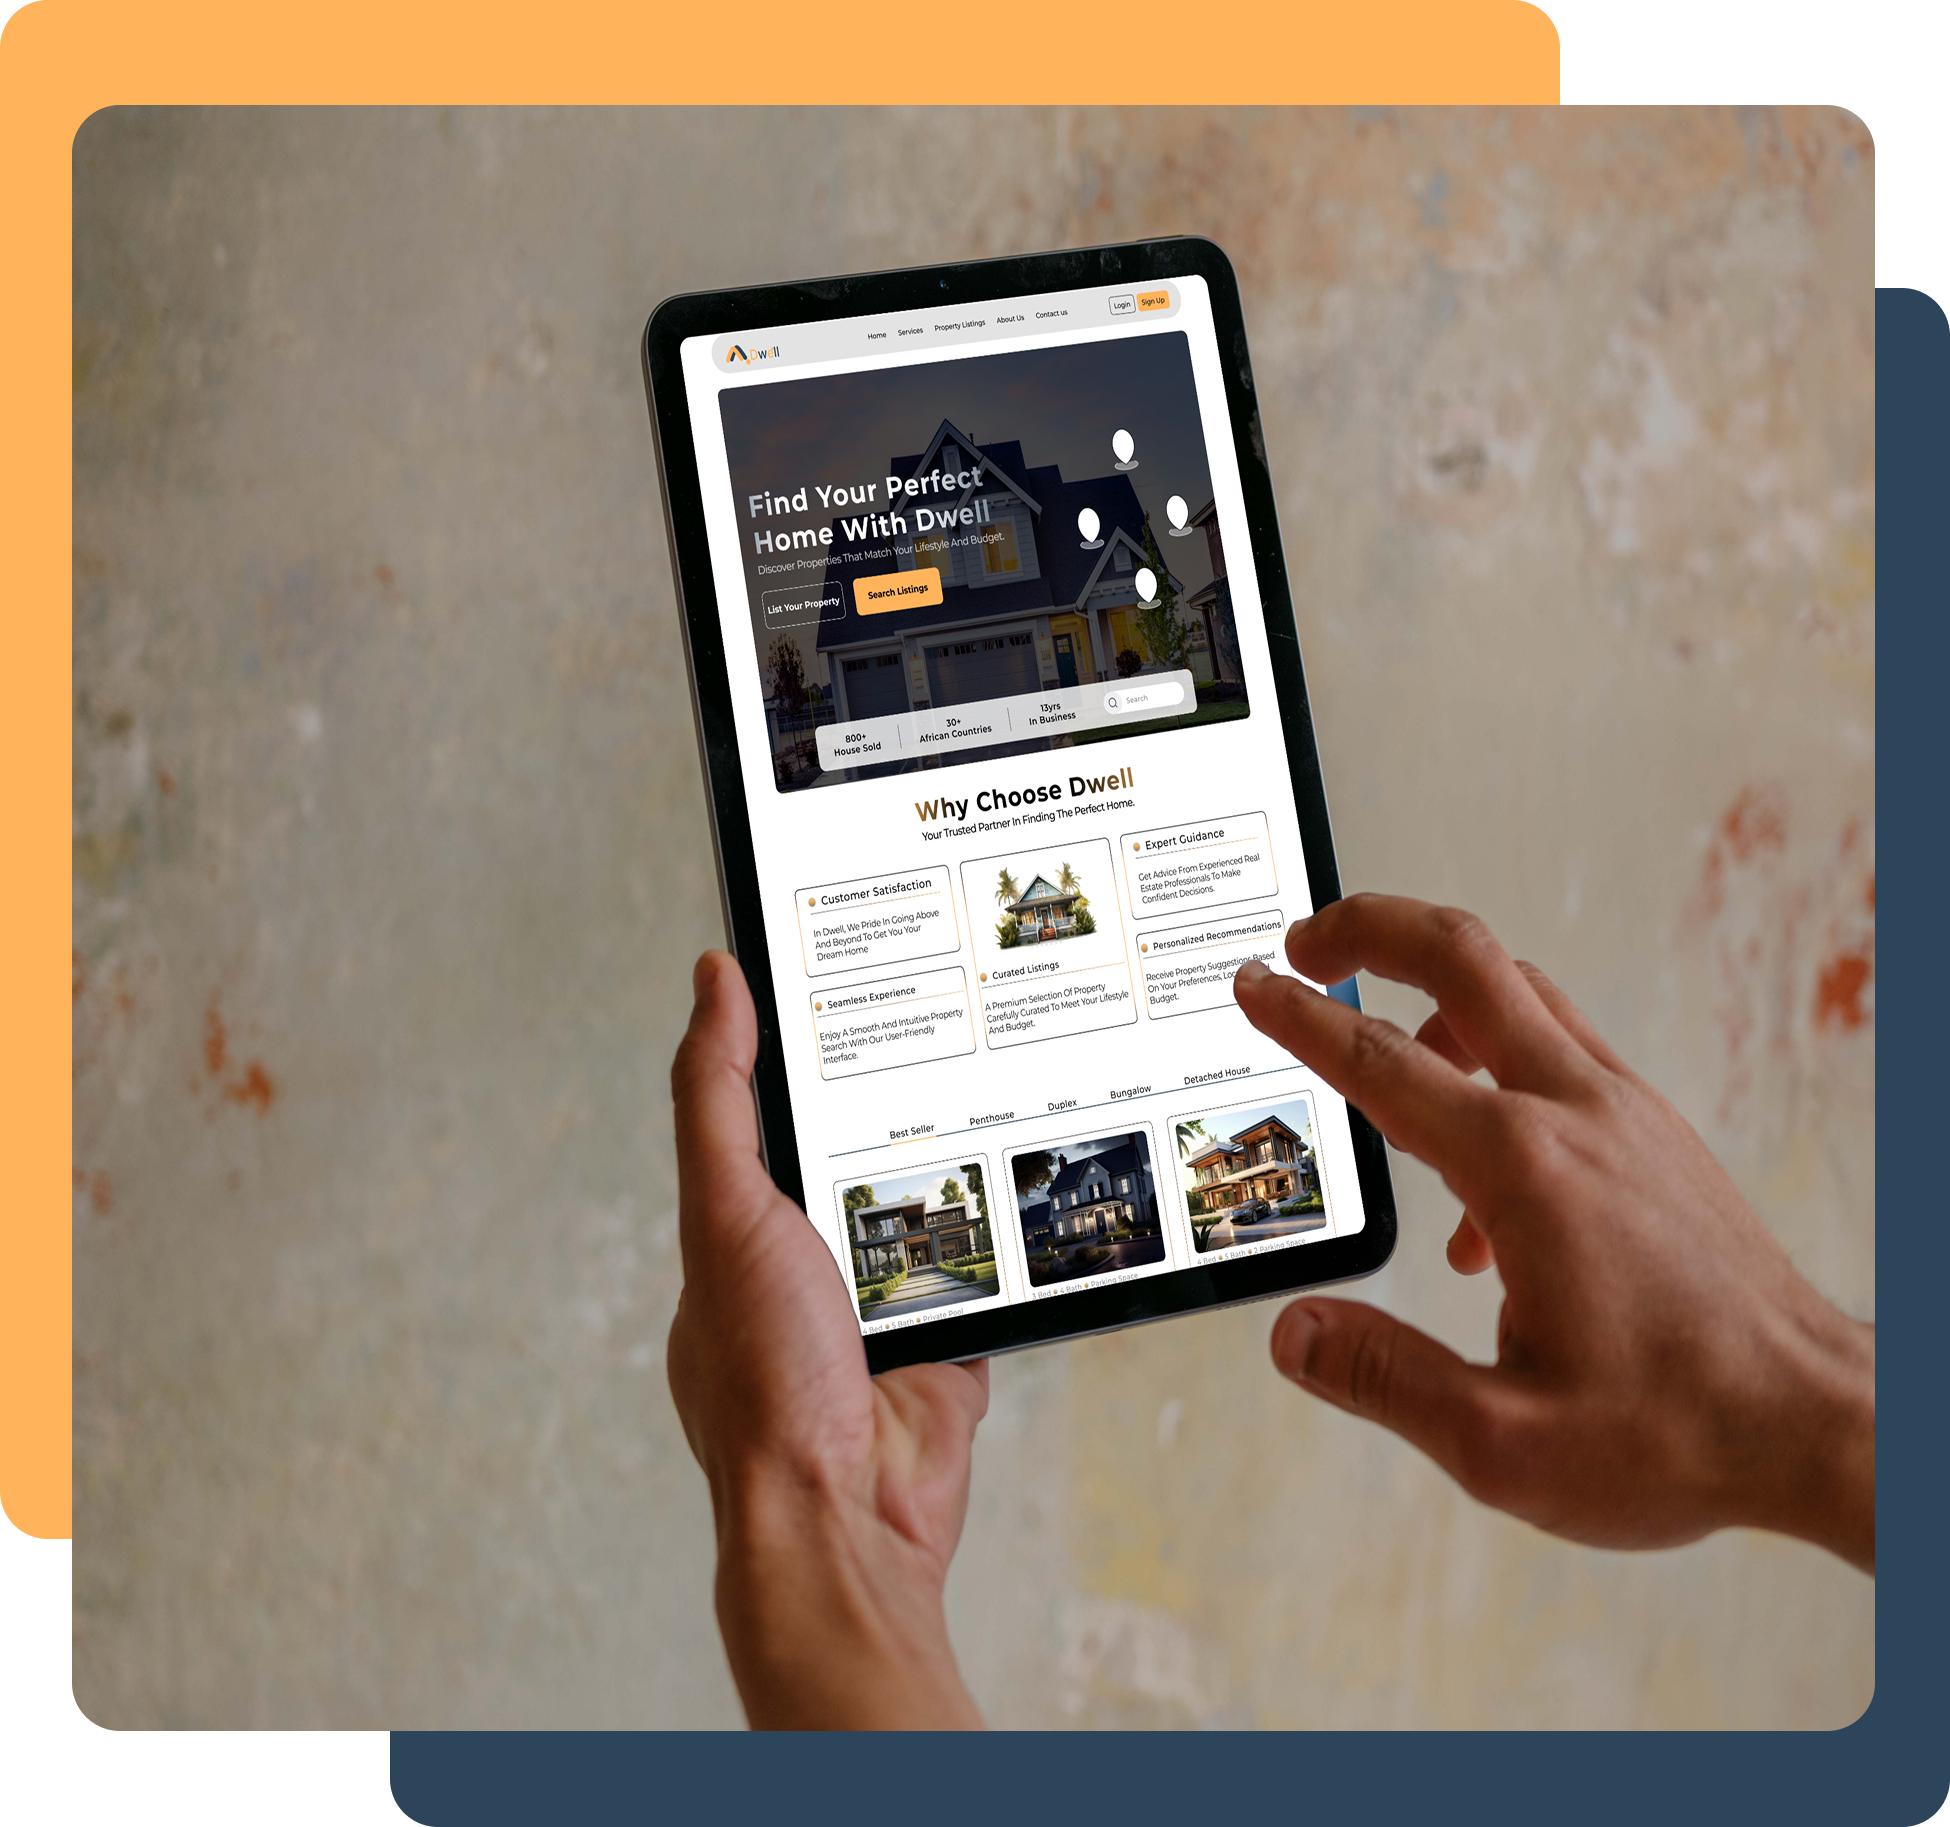 Dwell
Home
Services
Property Listings
About Us
Contact us
Login
Sign Up
Find Your Perfect
Home With Dwell
Discover Properties That Match Your Lifestyle And Budget.
List Your Property
Search Listings
800+
House Sold
30+
African Countries
13yrs
In Business
Search
Why Choose Dwell
Your Trusted Partner In Finding The Perfect Home.
Customer Satisfaction
In Dwell, We Pride In Going Above
And Beyond To Get You Your
Dream Home
Seamless Experience
Enjoy A Smooth And Intuitive Property
Search With Our User-Friendly
Interface.
Curated Listings
A Premium Selection Of Property
Carefully Curated To Meet Your Lifestyle
And Budget.
Expert Guidance
Get Advice From Experienced Real
Estate Professionals To Make
Confident Decisions.
Personalized Recommendations
Receive Property Suggestions Based
On Your Preferences,
Budget.
Best Seller
Penthouse
Duplex
Bungalow
Detached House
4 Bed 5 Bath Private Pool
3 Bed 4 Bath Parking Space
4 Bed 5 Bath 2 Parking Space